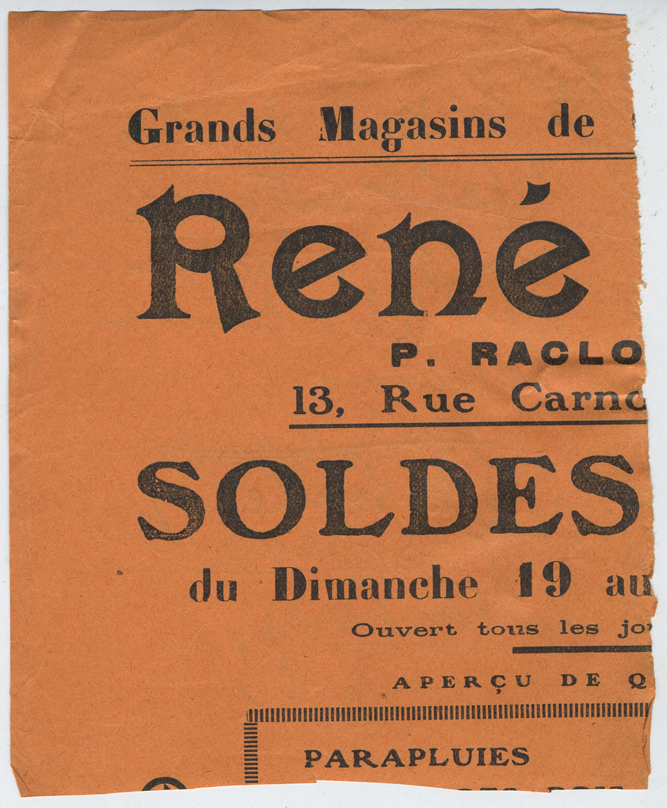 Grands Magasins de
René
P. RACLO
13, Rue Carno
SOLDES
du Dimanche 19 au
Ouvert tous les jo
APERÇU DE Q
PARAPLUIES